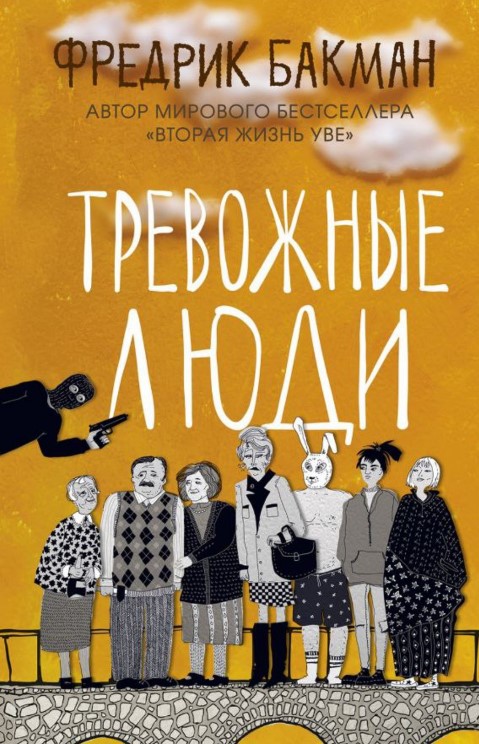 ФРЕДРИК БАКМАН
АВТОР МИРОВОГО БЕСТСЕЛЛЕРА
«ВТОРАЯ ЖИЗНЬ УВЕ»
ТРЕВОЖНЫЕ
ЛЮДИ